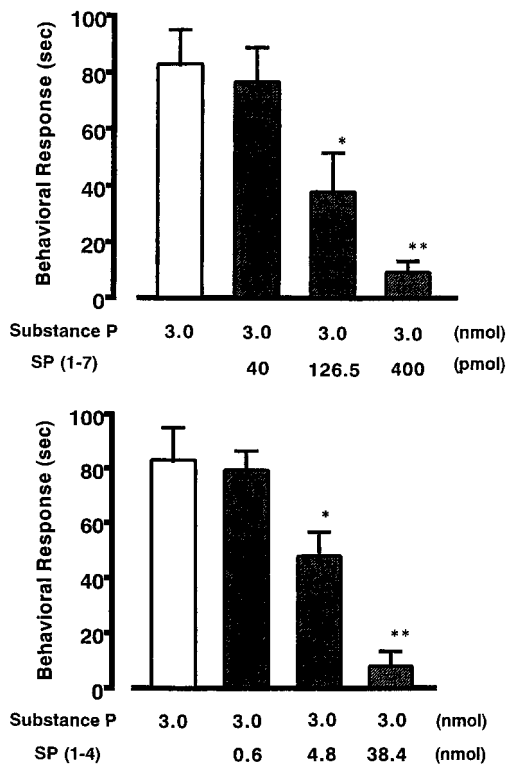 Behavioral Response (sec)
100
80
60
40
20
0
*
**
Substance P 3.0 3.0 3.0 3.0 (nmol)
SP (1-7) 40 126.5 400 (pmol)
Behavioral Response (sec)
100
80
60
40
20
0
*
**
Substance P 3.0 3.0 3.0 3.0 (nmol)
SP (1-4) 0.6 4.8 38.4 (nmol)